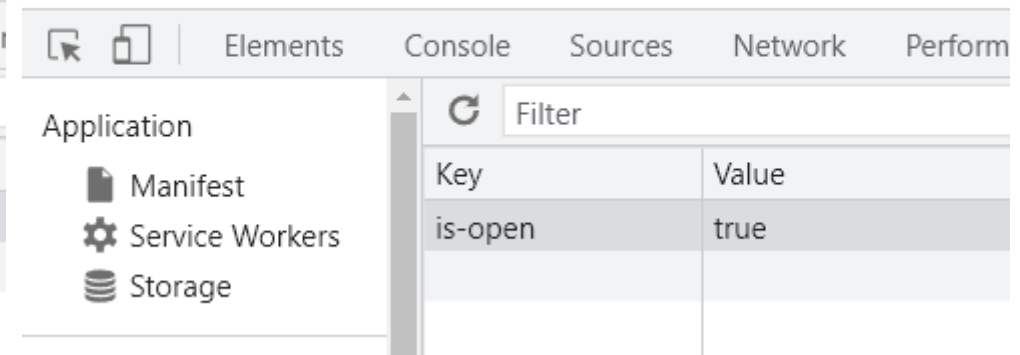 Elements Console Sources Network Perform
Application
Filter
Manifest
Key Value
Service Workers
is-open true
Storage